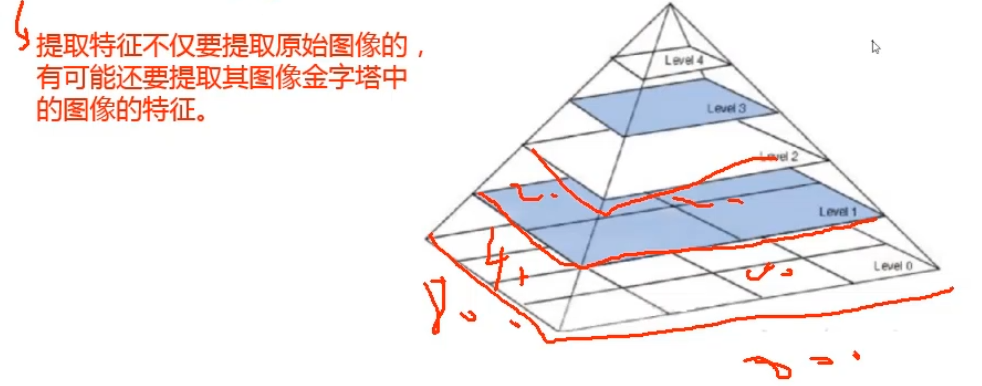 提取特征不仅要提取原始图像的，
有可能还要提取其图像金字塔中
的图像的特征。
Level 4
Level 3
Level 2
Level 1
4
Level 0